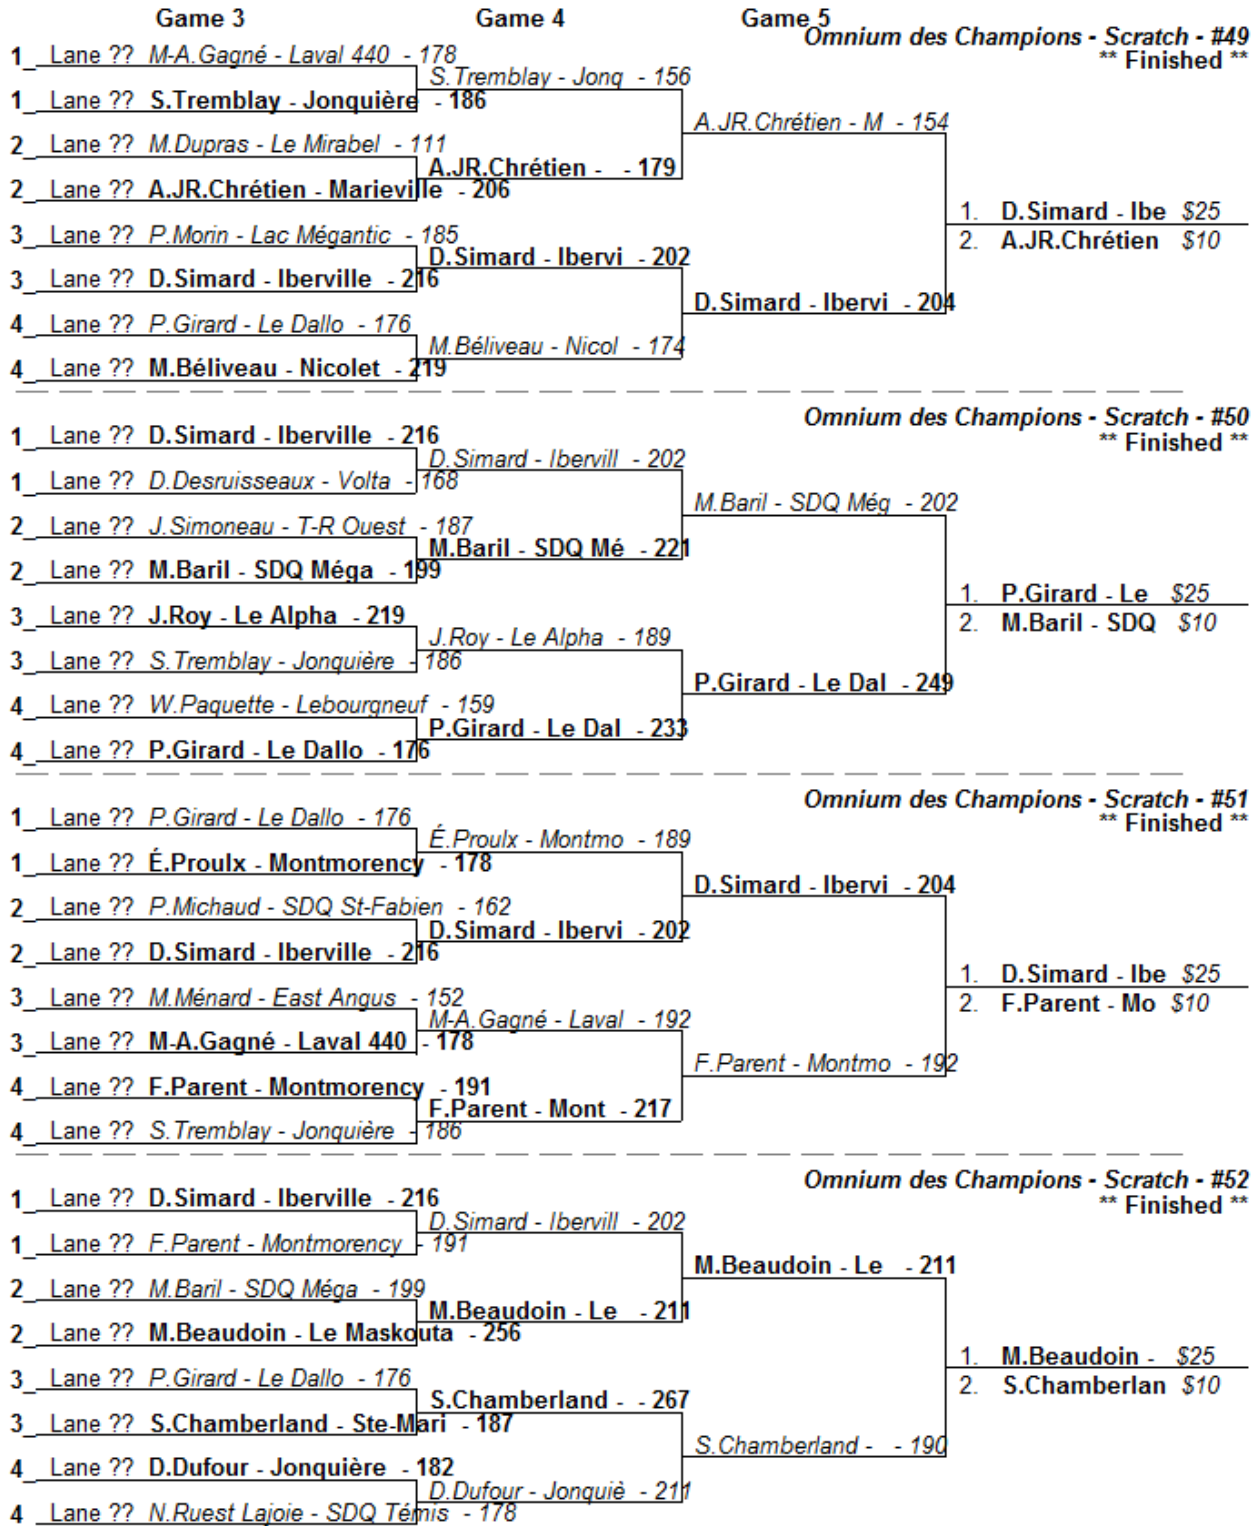 Game 3 Game 4 Game 5
Omnium des Champions - Scratch - #49
** Finished **
1 Lane ?? M-A.Gagné - Laval 440 - 178
S.Tremblay - Jonq - 156
1 Lane ?? S.Tremblay - Jonquière - 186
A.JR.Chrétien - M - 154
2 Lane ?? M.Dupras - Le Mirabel - 111
A.JR.Chrétien - - 179
2 Lane ?? A.JR.Chrétien - Marieville - 206
1. D.Simard - Ibe $25
3 Lane ?? P.Morin - Lac Mégantic - 185
2. A.JR.Chrétien $10
D.Simard - Ibervi - 202
3 Lane ?? D.Simard - Iberville - 216
D.Simard - Ibervi - 204
4 Lane ?? P.Girard - Le Dallo - 176
M.Béliveau - Nicol - 174
4 Lane ?? M.Béliveau - Nicolet - 219
Omnium des Champions - Scratch - #50
** Finished **
1 Lane ?? D.Simard - Iberville - 216
D.Simard - Ibervill - 202
1 Lane ?? D.Desruisseaux - Volta - 168
M.Baril - SDQ Még - 202
2 Lane ?? J.Simoneau - T-R Ouest - 187
M.Baril - SDQ Mé - 221
2 Lane ?? M.Baril - SDQ Méga - 199
1. P.Girard - Le $25
3 Lane ?? J.Roy - Le Alpha - 219
2. M.Baril - SDQ $10
J.Roy - Le Alpha - 189
3 Lane ?? S.Tremblay - Jonquière - 186
P.Girard - Le Dal - 249
4 Lane ?? W.Paquette - Lebourgneuf - 159
P.Girard - Le Dal - 233
4 Lane ?? P.Girard - Le Dallo - 176
Omnium des Champions - Scratch - #51
** Finished **
1 Lane ?? P.Girard - Le Dallo - 176
É.Proulx - Montmo - 189
1 Lane ?? É.Proulx - Montmorency - 178
D.Simard - Ibervi - 204
2 Lane ?? P.Michaud - SDQ St-Fabien - 162
D.Simard - Ibervi - 202
2 Lane ?? D.Simard - Iberville - 216
1. D.Simard - Ibe $25
3 Lane ?? M.Ménard - East Angus - 152
2. F.Parent - Mo $10
M-A.Gagné - Laval - 192
3 Lane ?? M-A.Gagné - Laval 440 - 178
F.Parent - Montmo - 192
4 Lane ?? F.Parent - Montmorency - 191
F.Parent - Mont - 217
4 Lane ?? S.Tremblay - Jonquière - 186
Omnium des Champions - Scratch - #52
** Finished **
1 Lane ?? D.Simard - Iberville - 216
D.Simard - Ibervill - 202
1 Lane ?? F.Parent - Montmorency - 191
M.Beaudoin - Le - 211
2 Lane ?? M.Baril - SDQ Méga - 199
M.Beaudoin - Le - 211
2 Lane ?? M.Beaudoin - Le Maskouta - 256
1. M.Beaudoin - $25
3 Lane ?? P.Girard - Le Dallo - 176
2. S.Chamberlan $10
S.Chamberland - - 267
3 Lane ?? S.Chamberland - Ste-Mari - 187
S.Chamberland - - 190
4 Lane ?? D.Dufour - Jonquière - 182
D.Dufour - Jonquiè - 211
4 Lane ?? N.Ruest Lajoie - SDQ Témis - 178